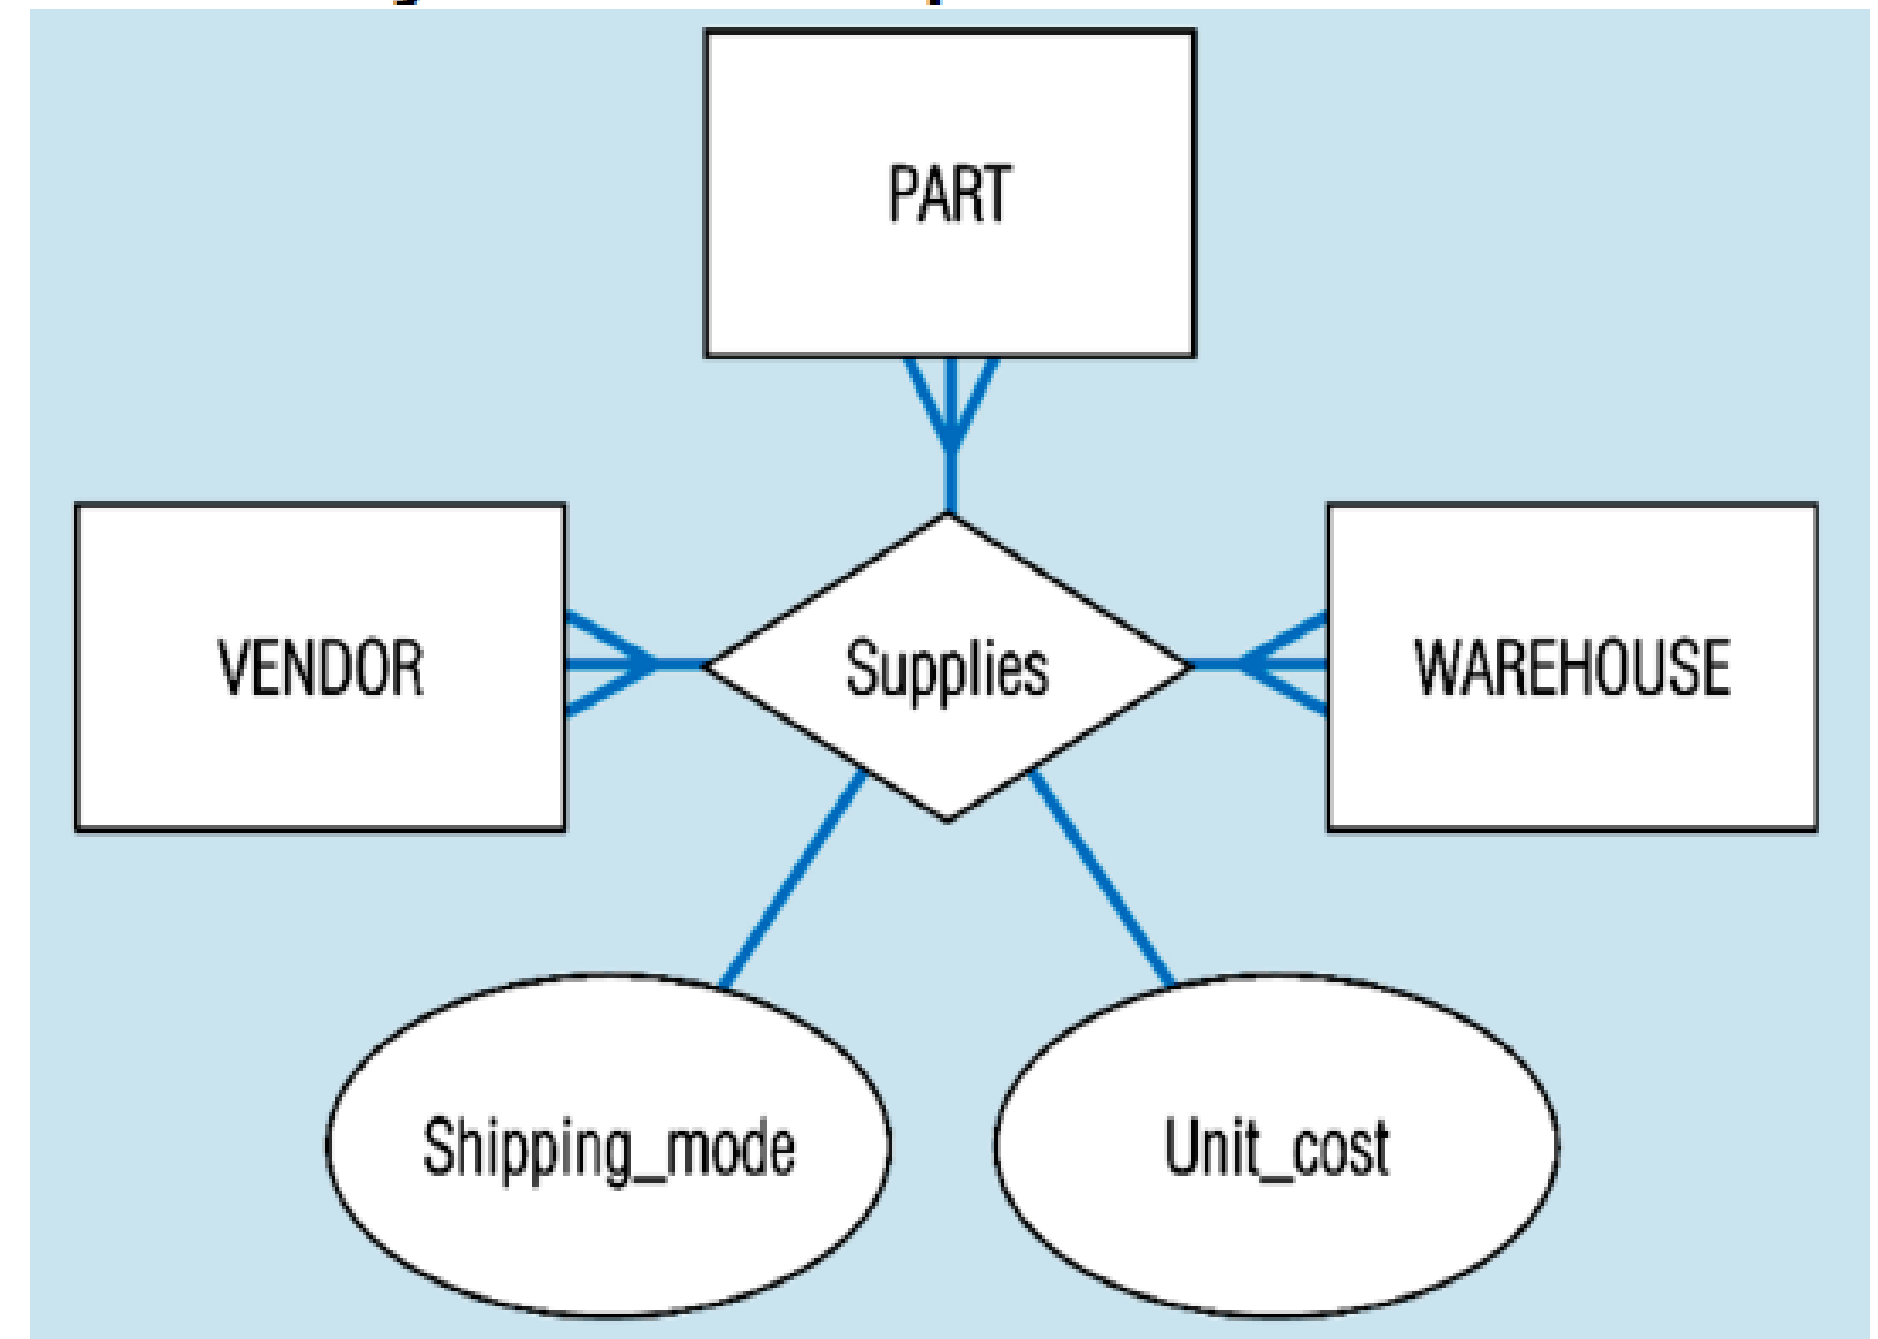 PART
VENDOR
Supplies
WAREHOUSE
Shipping_mode
Unit_cost